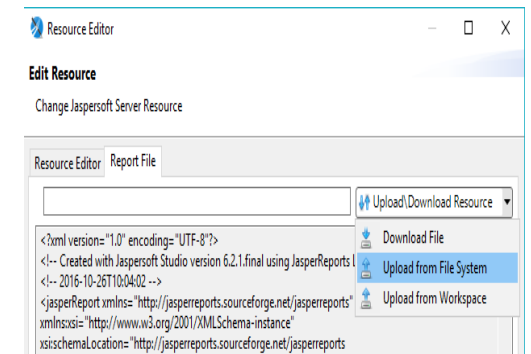 Resource Editor
Edit Resource
Change Jaspersoft Server Resource
Resource Editor Report File
Upload\Download Resource
Download File
Upload from File System
Upload from Workspace
<?xml version="1.0" encoding="UTF-8"?>
<!-- Created with Jaspersoft Studio version 6.2.1.final using JasperReports L
<!-- 2016-10-26T10:04:02 -->
<jasperReport xmlns="http://jasperreports.sourceforge.net/jasperreports"
xmlns:xsi="http://www.w3.org/2001/XMLSchema-instance"
xsi:schemaLocation="http://jasperreports.sourceforge.net/jasperreports